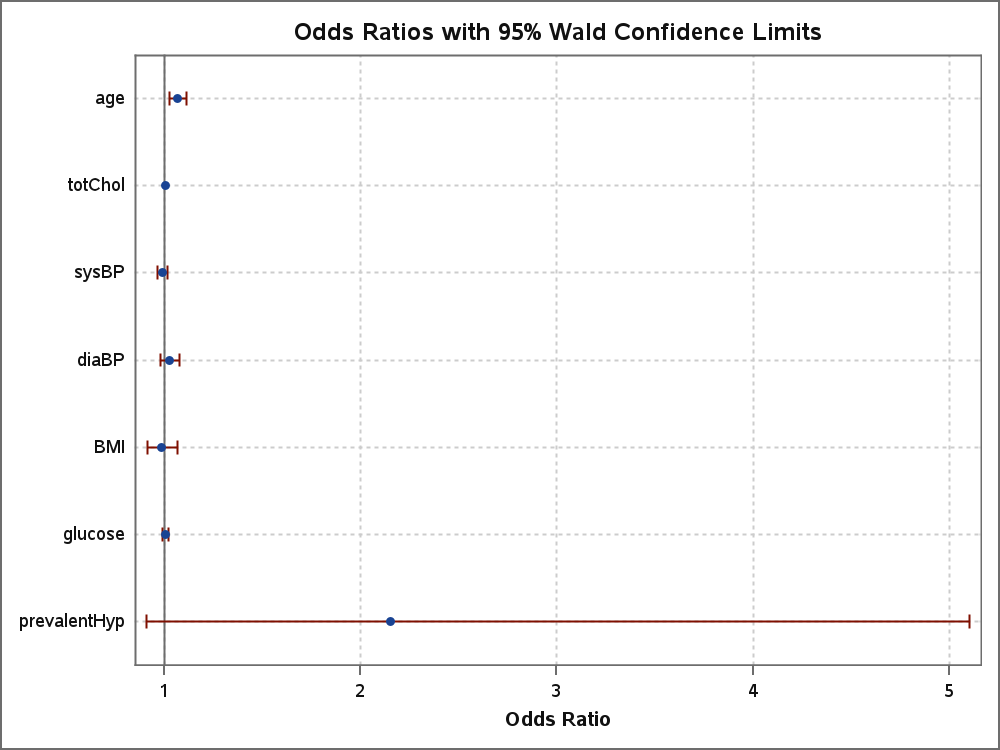 Odds Ratios with 95% Wald Confidence Limits
age
totChol
sysBP
diaBP
BMI
glucose
prevalentHyp
1 2 3 4 5
Odds Ratio